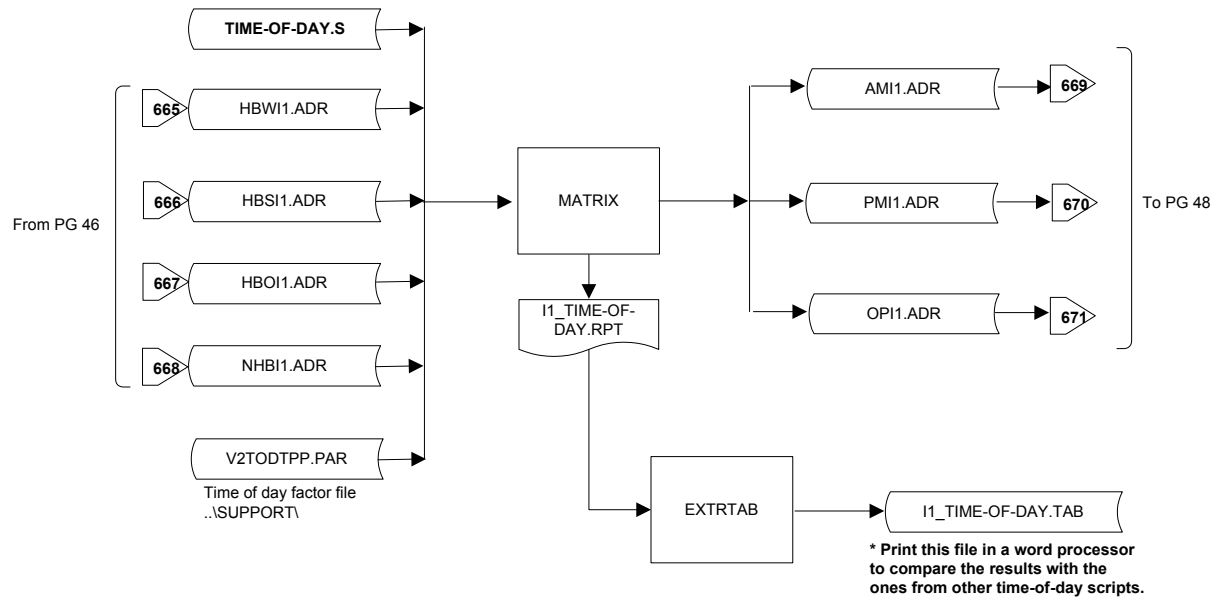 TIME-OF-DAY.S
From PG 46
665
HBWI1.ADR
666
HBSI1.ADR
667
HBOI1.ADR
668
NHBI1.ADR
V2TODTPP.PAR
Time of day factor file
..\SUPPORT\
MATRIX
I1_TIME-OF-
DAY.RPT
EXTRTAB
I1_TIME-OF-DAY.TAB
* Print this file in a word processor
to compare the results with the
ones from other time-of-day scripts.
AMI1.ADR
669
PMI1.ADR
670
OPI1.ADR
671
To PG 48